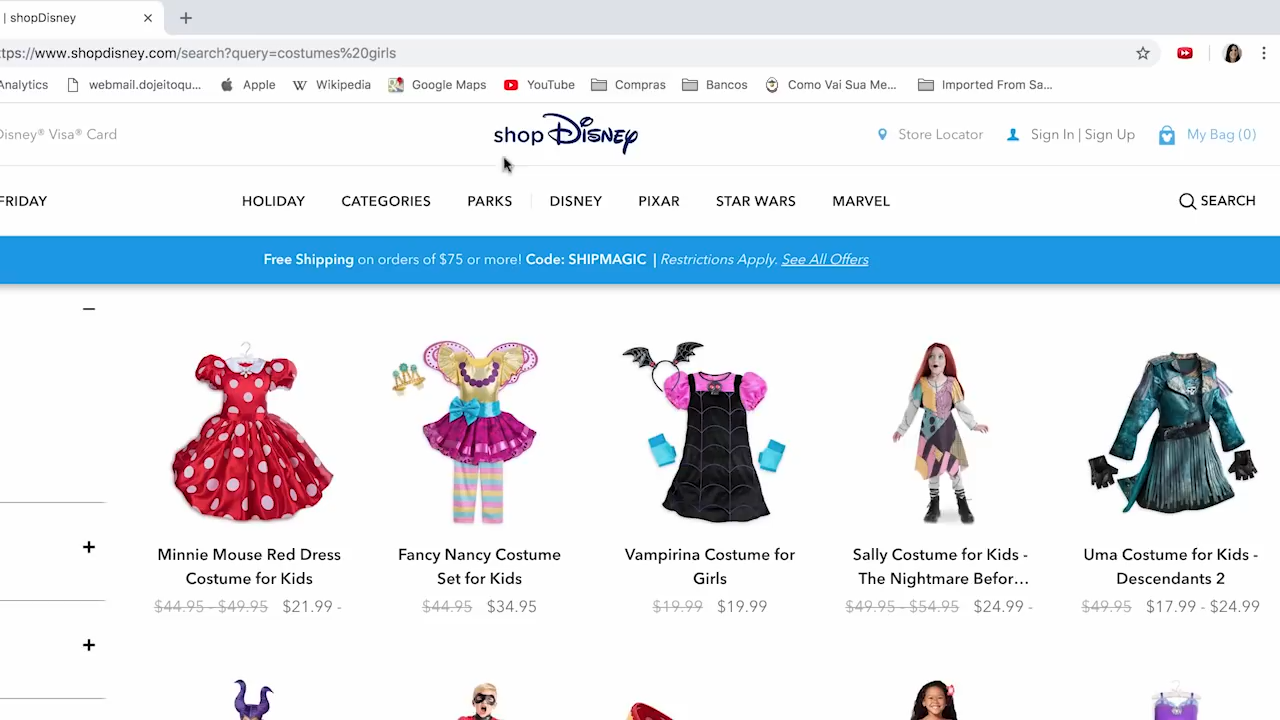 | shopDisney
ttps://www.shopdisney.com/search?query=costumes%20girls
Analytics webmail.dojeitoqu... Apple Wikipedia Google Maps YouTube Compras Bancos Como Vai Sua Me... Imported From Sa...
Disney® Visa® Card
shop Disney
Store Locator Sign In | Sign Up My Bag (0)
FRIDAY HOLIDAY CATEGORIES PARKS DISNEY PIXAR STAR WARS MARVEL SEARCH
Free Shipping on orders of $75 or more! Code: SHIPMAGIC | Restrictions Apply. See All Offers
Minnie Mouse Red Dress
Costume for Kids
$44.95 - $49.95 $21.99 -
Fancy Nancy Costume
Set for Kids
$44.95 $34.95
Vampirina Costume for
Girls
$19.99 $19.99
Sally Costume for Kids -
The Nightmare Befor...
$49.95 - $54.95 $24.99 -
Uma Costume for Kids -
Descendants 2
$49.95 $17.99 - $24.99